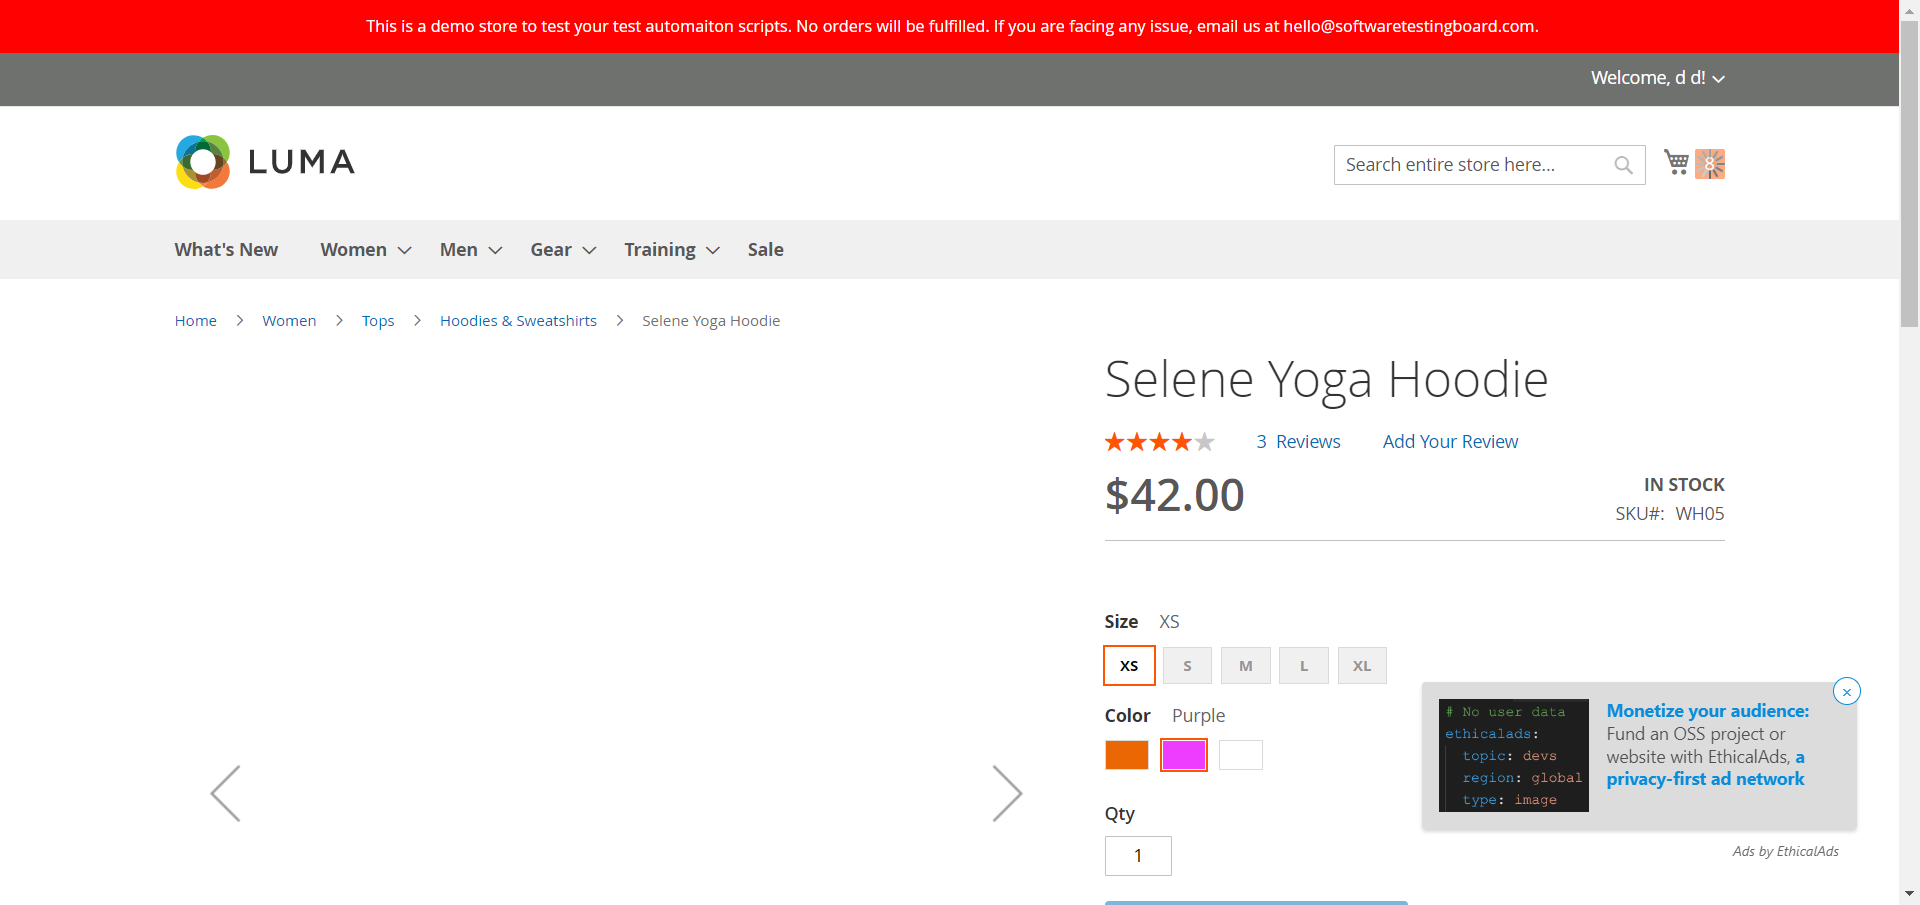 This is a demo store to test your test automaiton scripts. No orders will be fulfilled. If you are facing any issue, email us at hello@softwaretestingboard.com.
Welcome, d d!
LUMA
Search entire store here...
8
What's New Women Men Gear Training Sale
Home Women Tops Hoodies & Sweatshirts Selene Yoga Hoodie
Selene Yoga Hoodie
3 Reviews Add Your Review
$42.00
IN STOCK
SKU#: WH05
Size XS
XS S M L XL
Color Purple
Qty
1
# No user data
ethicalads:
topic: devs
region: global
type: image
Monetize your audience:
Fund an OSS project or
website with EthicalAds, a
privacy-first ad network
×
Ads by EthicalAds